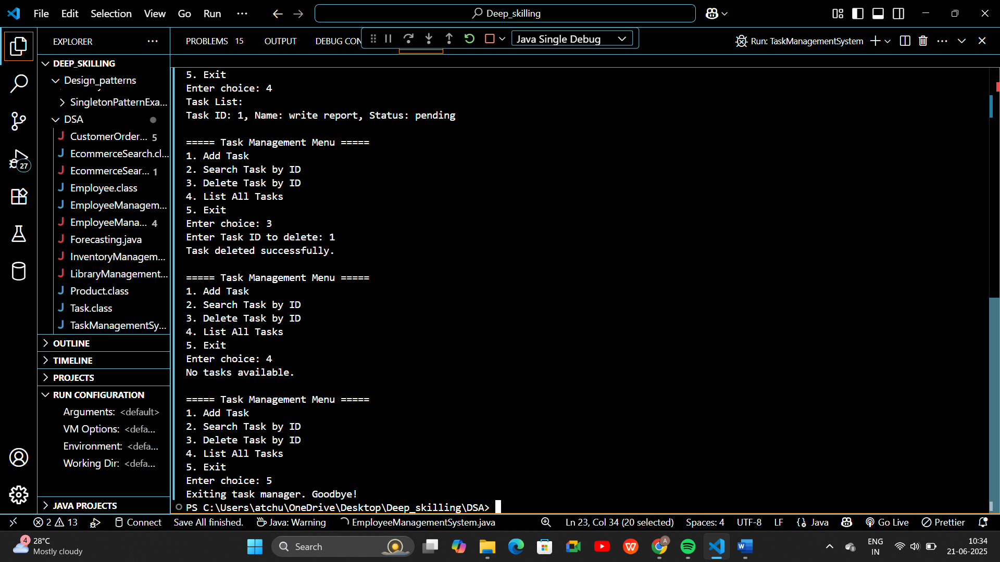 File Edit Selection View Go Run ··· Deep_skilling
EXPLORER ···
PROBLEMS 15 OUTPUT DEBUG CON Java Single Debug Run: TaskManagementSystem
DEEP_SKILLING
Design_patterns
SingletonPatternExa...
DSA
CustomerOrder... 5
EcommerceSearch.cl...
EcommerceSear... 1
Employee.class
EmployeeManagem...
EmployeeMana... 4
Forecasting.java
InventoryManagem...
LibraryManagement...
Product.class
Task.class
TaskManagementSy...
OUTLINE
TIMELINE
PROJECTS
RUN CONFIGURATION
Arguments: <default>
VM Options: <defa...
Environment: <defa...
Working Dir: <defa...
JAVA PROJECTS
27
5. Exit
Enter choice: 4
Task List:
Task ID: 1, Name: write report, Status: pending
===== Task Management Menu =====
1. Add Task
2. Search Task by ID
3. Delete Task by ID
4. List All Tasks
5. Exit
Enter choice: 3
Enter Task ID to delete: 1
Task deleted successfully.
===== Task Management Menu =====
1. Add Task
2. Search Task by ID
3. Delete Task by ID
4. List All Tasks
5. Exit
Enter choice: 4
No tasks available.
===== Task Management Menu =====
1. Add Task
2. Search Task by ID
3. Delete Task by ID
4. List All Tasks
5. Exit
Enter choice: 5
Exiting task manager. Goodbye!
PS C:\Users\atchu\OneDrive\Desktop\Deep_skilling\DSA>
2 13 Connect Save All finished. Java: Warning EmployeeManagementSystem.java Ln 23, Col 34 (20 selected) Spaces: 4 UTF-8 LF Java Go Live Prettier
4 28°C
Mostly cloudy
Search
A
W
ENG
IN
10:34
21-06-2025